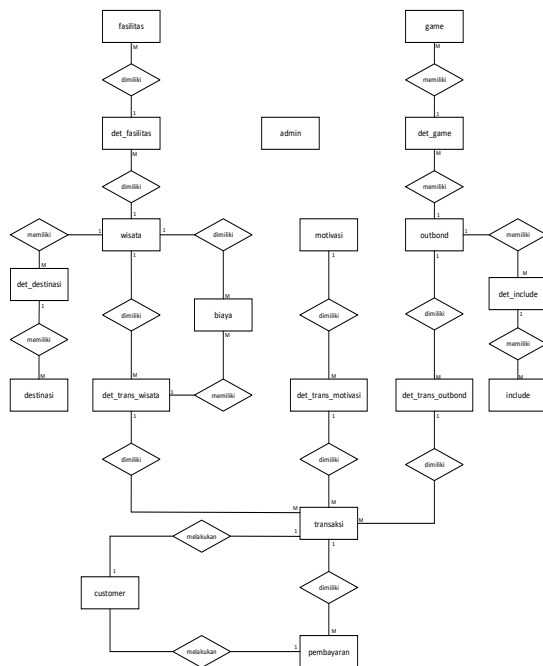 fasilitas
game
M
M
dimiliki
memiliki
1
1
det_fasilitas
admin
det_game
M
M
dimiliki
memiliki
1
1
memiliki
1
wisata
1
dimiliki
motivasi
outbond
1
memiliki
M
1
1
1
M
det_destinasi
det_include
1
M
1
biaya
dimiliki
dimiliki
dimiliki
M
memiliki
memiliki
M
M
M
M
M
destinasi
det_trans_wisata
1
memiliki
det_trans_motivasi
det_trans_outbond
include
1
1
1
dimiliki
dimiliki
dimiliki
M
M
transaksi
M
melakukan
1
1
1
customer
dimiliki
1
M
melakukan
1
pembayaran